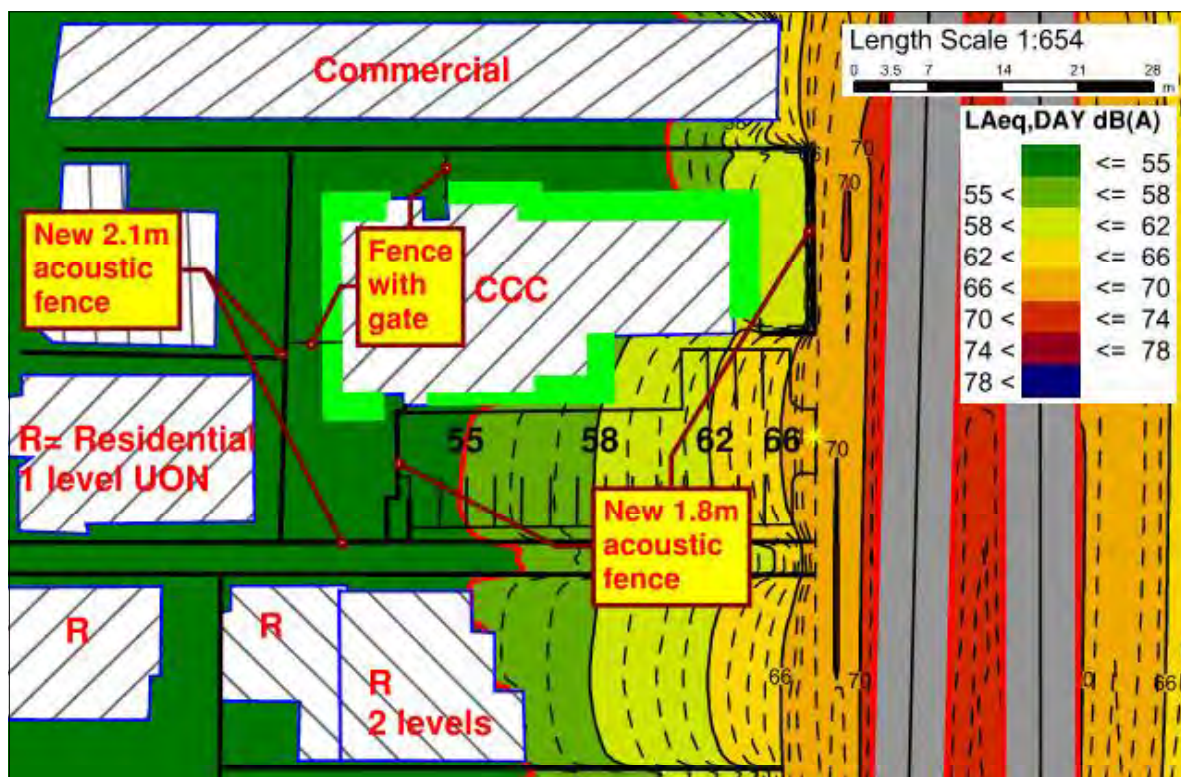 Commercial
Length Scale 1:654
0 3.5 7 14 21 28
m
LAeq,DAY dB(A)
<= 55
55 < <= 58
58 < <= 62
62 < <= 66
66 < <= 70
70 < <= 74
74 < <= 78
78 <
70
70
New 2.1m
acoustic
fence
Fence
with
gate
CCC
R= Residential
1 level UON
55 58 62 66
70
New 1.8m
acoustic
fence
R
R
R
2 levels
66
70
66